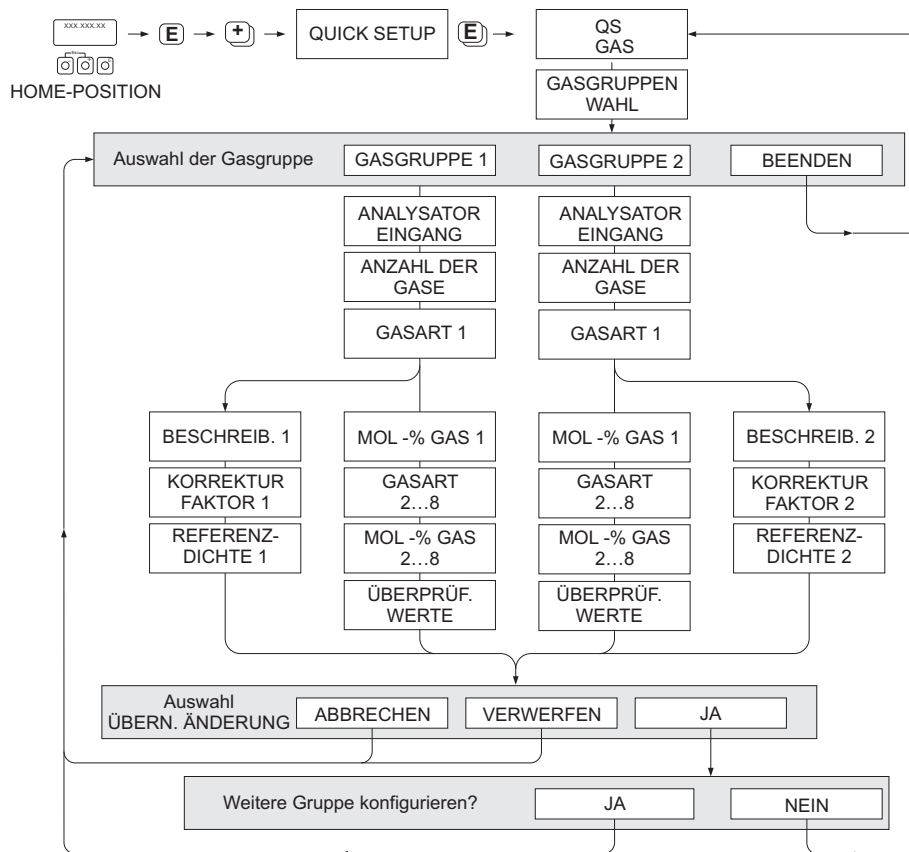 xxx.xxx.xx
Esc
E
+
QUICK SETUP
E
QS
GAS
HOME-POSITION
GASGRUPPEN
WAHL
Auswahl der Gasgruppe
GASGRUPPE 1
GASGRUPPE 2
BEENDEN
ANALYSATOR
EINGANG
ANALYSATOR
EINGANG
ANZAHL DER
GASE
ANZAHL DER
GASE
GASART 1
GASART 1
BESCHREIB. 1
MOL -% GAS 1
MOL -% GAS 1
BESCHREIB. 2
KORREKTUR
FAKTOR 1
GASART
2...8
GASART
2...8
KORREKTUR
FAKTOR 2
REFERENZ-
DICHTE 1
MOL -% GAS
2...8
MOL -% GAS
2...8
REFERENZ-
DICHTE 2
ÜBERPRÜF.
WERTE
ÜBERPRÜF.
WERTE
Auswahl
ÜBERN. ÄNDERUNG
ABBRECHEN
VERWERFEN
JA
Weitere Gruppe konfigurieren?
JA
NEIN